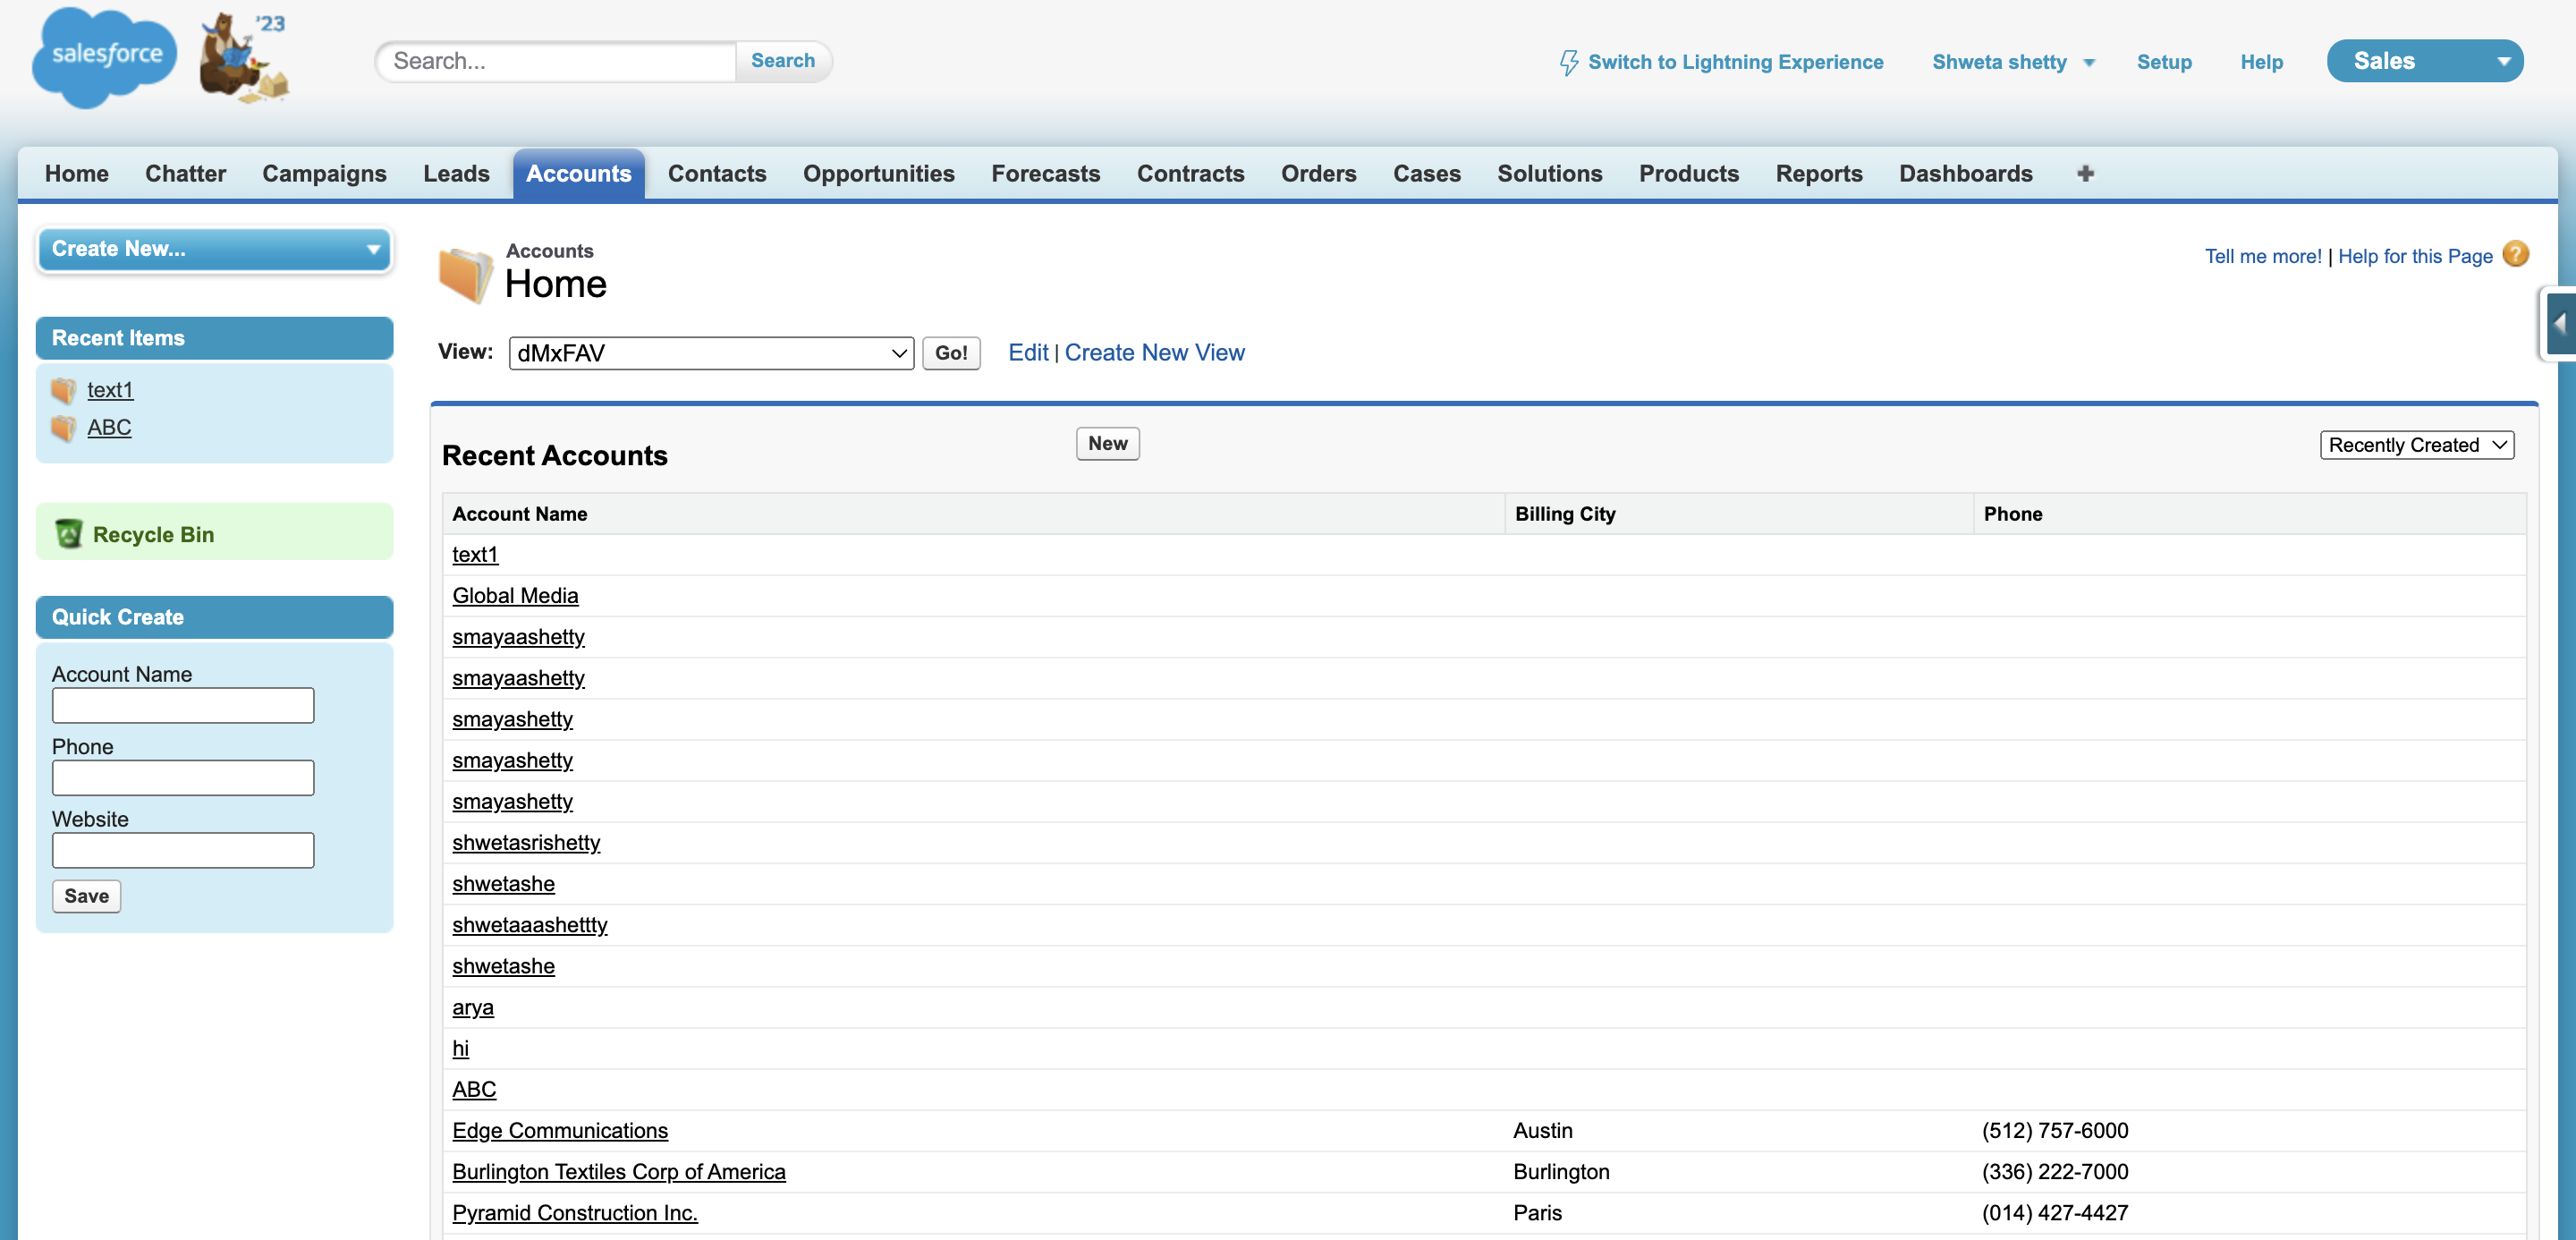 salesforce
'23
Search...
Search
Switch to Lightning Experience
Shweta shetty
Setup
Help
Sales
Home Chatter Campaigns Leads Accounts Contacts Opportunities Forecasts Contracts Orders Cases Solutions Products Reports Dashboards +
Create New...
Recent Items
text1
ABC
Recycle Bin
Quick Create
Account Name
Phone
Website
Save
Accounts
Home
Tell me more! | Help for this Page ?
View: dMxFAV Go! Edit | Create New View
Recent Accounts New Recently Created
Account Name Billing City Phone
text1
Global Media
smayaashetty
smayaashetty
smayashetty
smayashetty
smayashetty
shwetasrishetty
shwetashe
shwetaaashettty
shwetashe
arya
hi
ABC
Edge Communications Austin (512) 757-6000
Burlington Textiles Corp of America Burlington (336) 222-7000
Pyramid Construction Inc. Paris (014) 427-4427